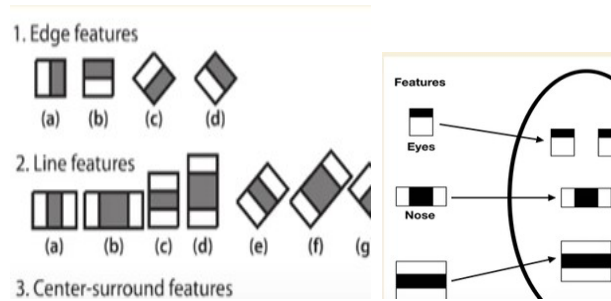 1. Edge features
(a) (b) (c) (d)
2. Line features
(a) (b) (c) (d) (e) (f) (g
3. Center-surround features
Features
Eyes
Nose